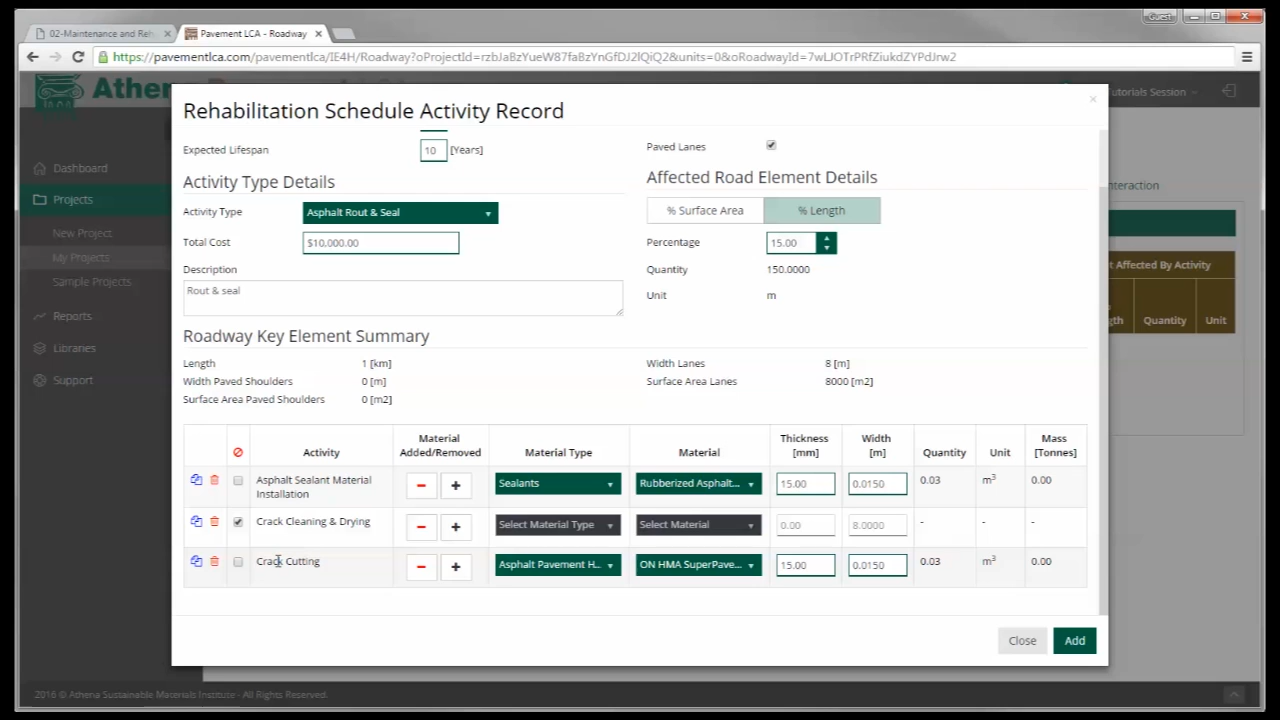 Guest
02-Maintenance and Reh
Pavement LCA - Roadway
https://pavementlca.com/pavementlca/IE4H/Roadway?oProjectId=rzbJaBzYueW87faBzYnGfDJ2lQiQ2&units=0&oRoadwayId=7wLJOTrPRfZiukdZYPdJrw2
Athen
Tutorials Session
Dashboard
Projects
New Project
My Projects
Sample Projects
Reports
Libraries
Support
Rehabilitation Schedule Activity Record
Expected Lifespan 10 [Years]
Paved Lanes
Activity Type Details
Affected Road Element Details
Activity Type Asphalt Rout & Seal
% Surface Area % Length
Total Cost $10,000.00
Percentage 15.00
Description
Quantity 150.0000
Rout & seal
Unit m
Roadway Key Element Summary
Length 1 [km]
Width Lanes 8 [m]
Width Paved Shoulders 0 [m]
Surface Area Lanes 8000 [m2]
Surface Area Paved Shoulders 0 [m2]
Activity Material Added/Removed Material Type Material Thickness [mm] Width [m] Quantity Unit Mass [Tonnes]
Asphalt Sealant Material Installation - + Sealants Rubberized Asphalt... 15.00 0.0150 0.03 m³ 0.00
Crack Cleaning & Drying - + Select Material Type Select Material 0.00 8.0000 - - -
Crack Cutting - + Asphalt Pavement H... ON HMA SuperPave... 15.00 0.0150 0.03 m³ 0.00
Close Add
nteraction
t Affected By Activity
gth Quantity Unit
2016 © Athena Sustainable Materials Institute - All Rights Reserved.